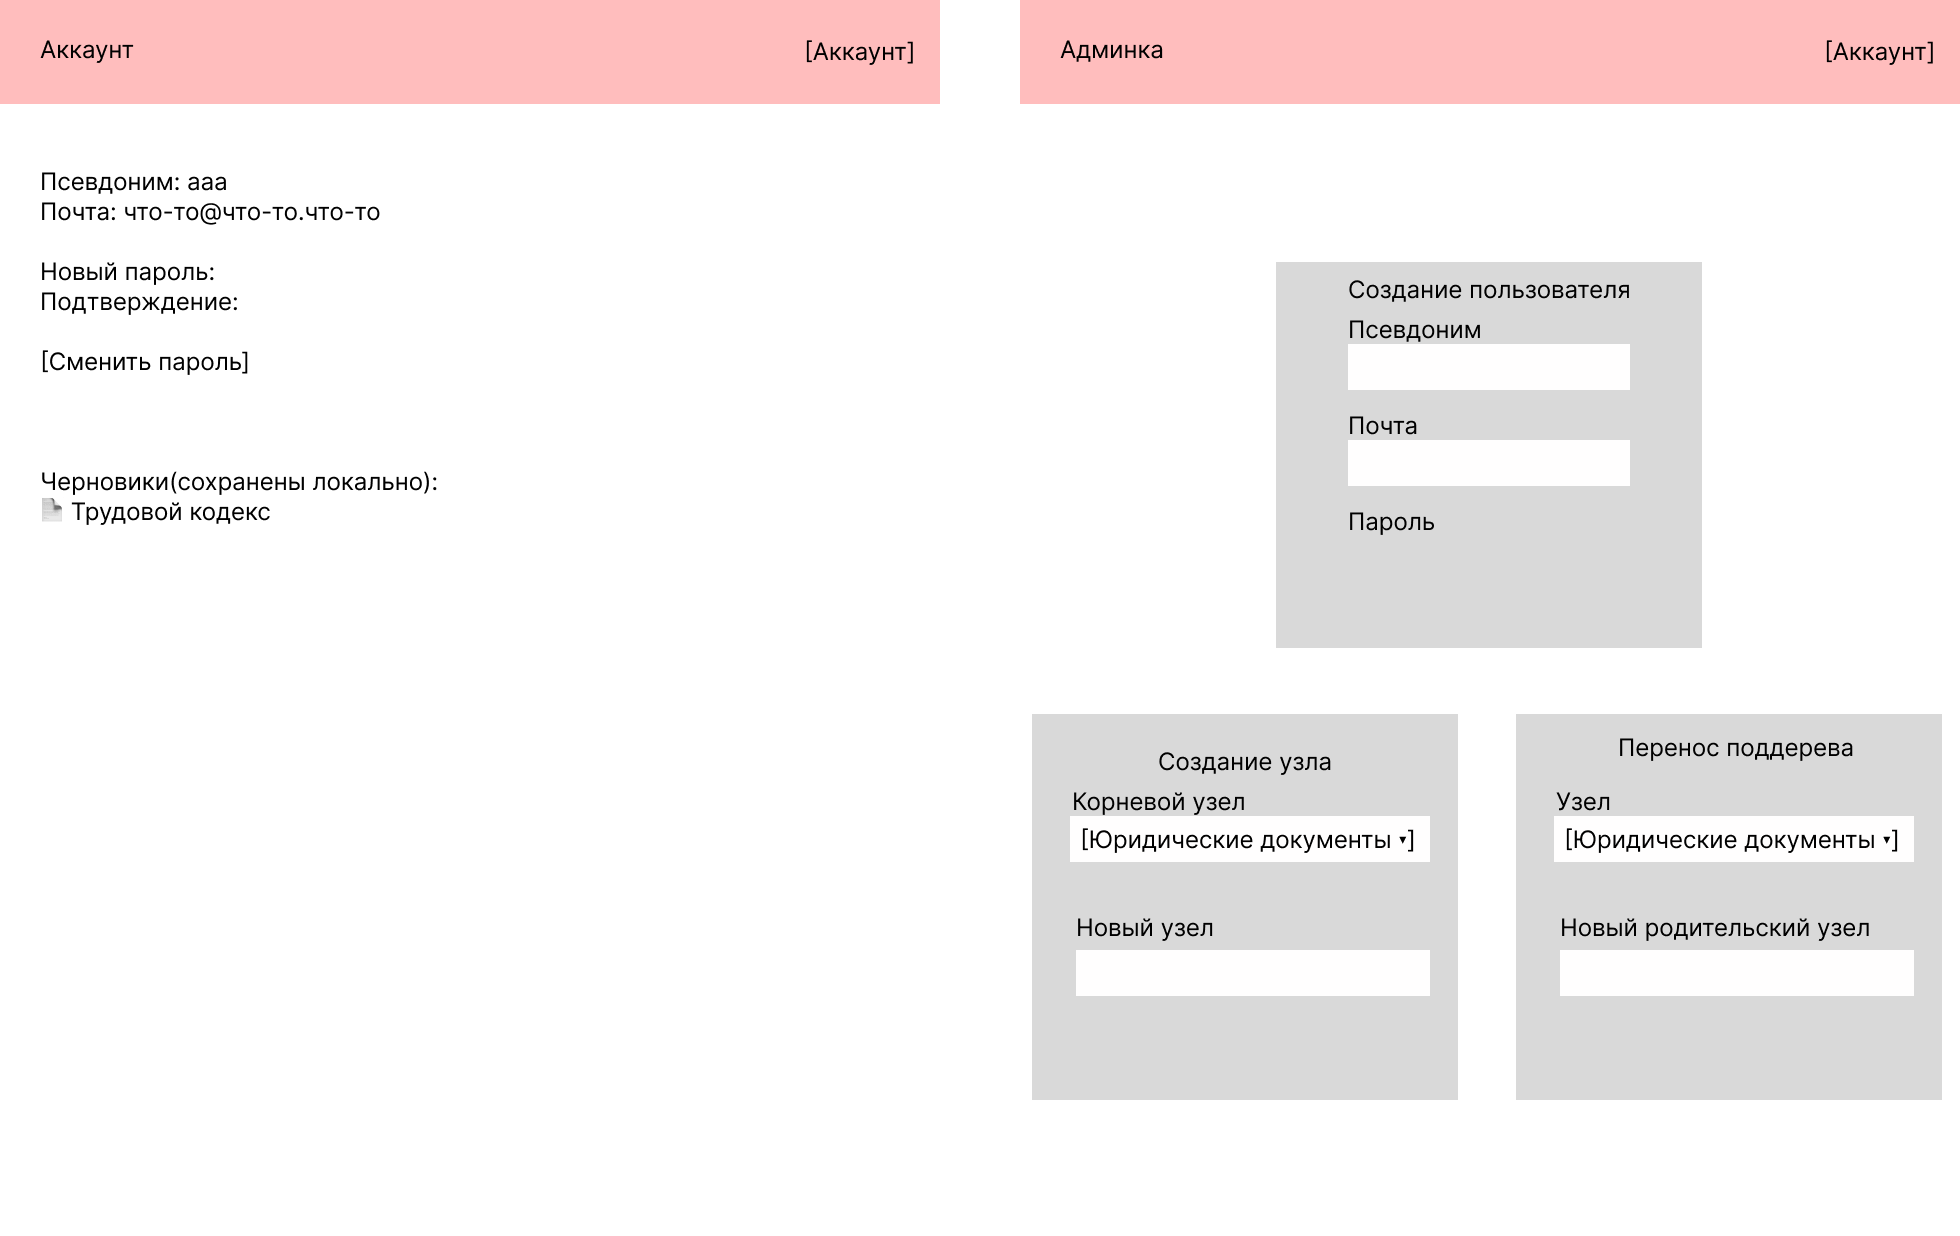 Аккаунт
[Аккаунт]
Псевдоним: ааа
Почта: что-то@что-то.что-то
Новый пароль:
Подтверждение:
[Сменить пароль]
Черновики(сохранены локально):
Трудовой кодекс
Админка
[Аккаунт]
Создание пользователя
Псевдоним
Почта
Пароль
Создание узла
Корневой узел
[Юридические документы ▾]
Новый узел
Перенос поддерева
Узел
[Юридические документы ▾]
Новый родительский узел